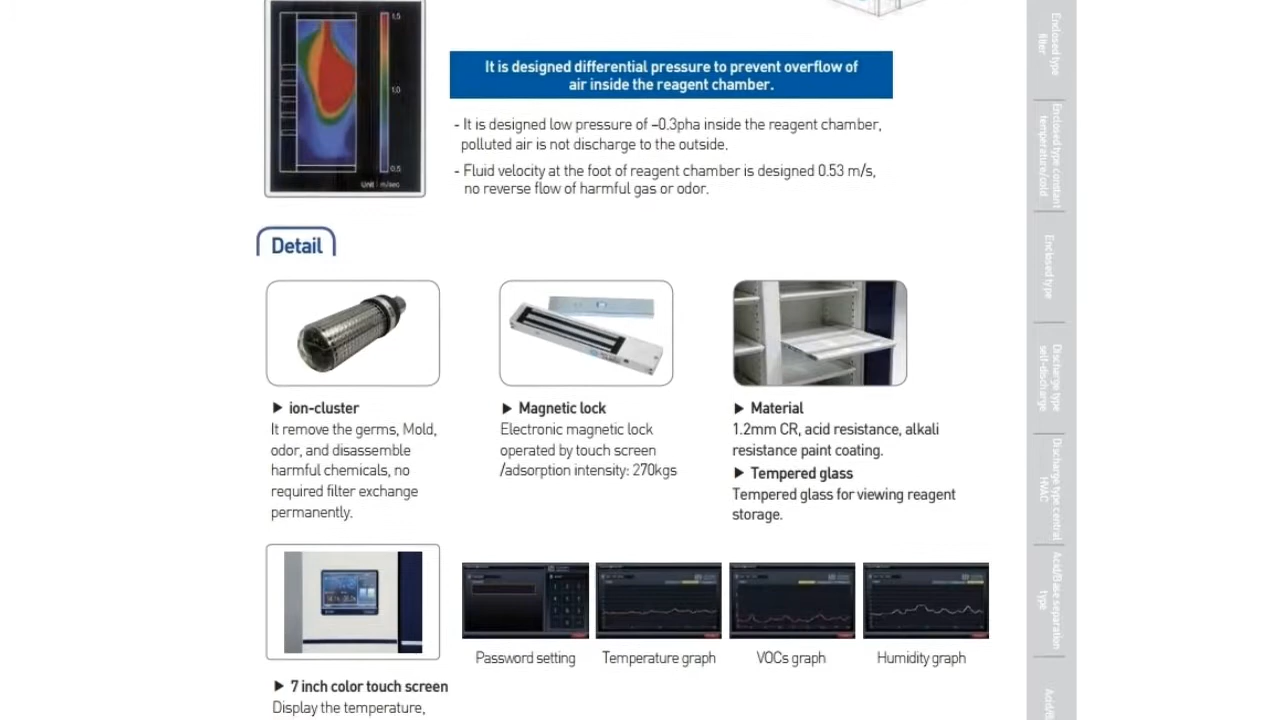 1.5
1.0
0.5
Unit : m/sec
It is designed differential pressure to prevent overflow of
air inside the reagent chamber.
- It is designed low pressure of -0.3pha inside the reagent chamber,
polluted air is not discharge to the outside.
- Fluid velocity at the foot of reagent chamber is designed 0.53 m/s,
no reverse flow of harmful gas or odor.
Detail
▶ ion-cluster
It remove the germs, Mold,
odor, and disassemble
harmful chemicals, no
required filter exchange
permanently.
▶ Magnetic lock
Electronic magnetic lock
operated by touch screen
/adsorption intensity: 270kgs
▶ Material
1.2mm CR, acid resistance, alkali
resistance paint coating.
▶ Tempered glass
Tempered glass for viewing reagent
storage.
Password setting
Temperature graph
VOCs graph
Humidity graph
▶ 7 inch color touch screen
Display the temperature,
Enclosed type
filter
Enclosed type constant
temperature/cold
Enclosed type
Discharge type
self-discharge
Discharge type central
HVAC
Acid/Base separation
type